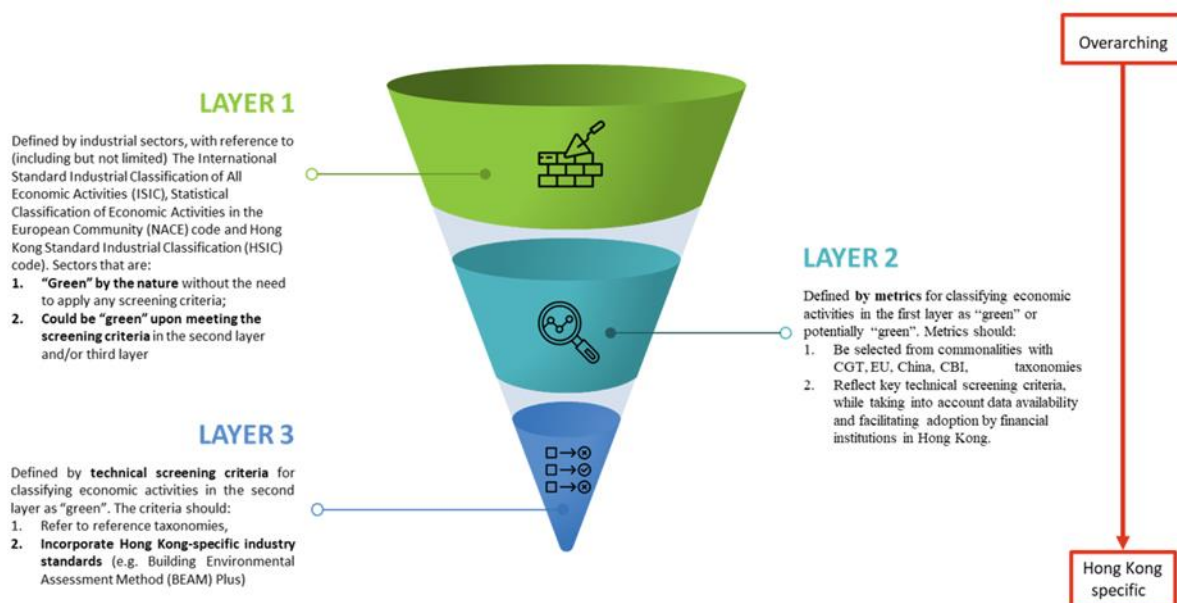 Overarching
LAYER 1
Defined by industrial sectors, with reference to
(including but not limited) The International
Standard Industrial Classification of All
Economic Activities (ISIC), Statistical
Classification of Economic Activities in the
European Community (NACE) code and Hong
Kong Standard Industrial Classification (HSIC)
code). Sectors that are:
1. “Green” by the nature without the need
to apply any screening criteria;
2. Could be “green” upon meeting the
screening criteria in the second layer
and/or third layer
LAYER 2
Defined by metrics for classifying economic
activities in the first layer as “green” or
potentially “green”. Metrics should:
1. Be selected from commonalities with
CGT, EU, China, CBI, taxonomies
2. Reflect key technical screening criteria,
while taking into account data availability
and facilitating adoption by financial
institutions in Hong Kong.
LAYER 3
Defined by technical screening criteria for
classifying economic activities in the second
layer as “green”. The criteria should:
1. Refer to reference taxonomies,
2. Incorporate Hong Kong-specific industry
standards (e.g. Building Environmental
Assessment Method (BEAM) Plus)
Hong Kong
specific